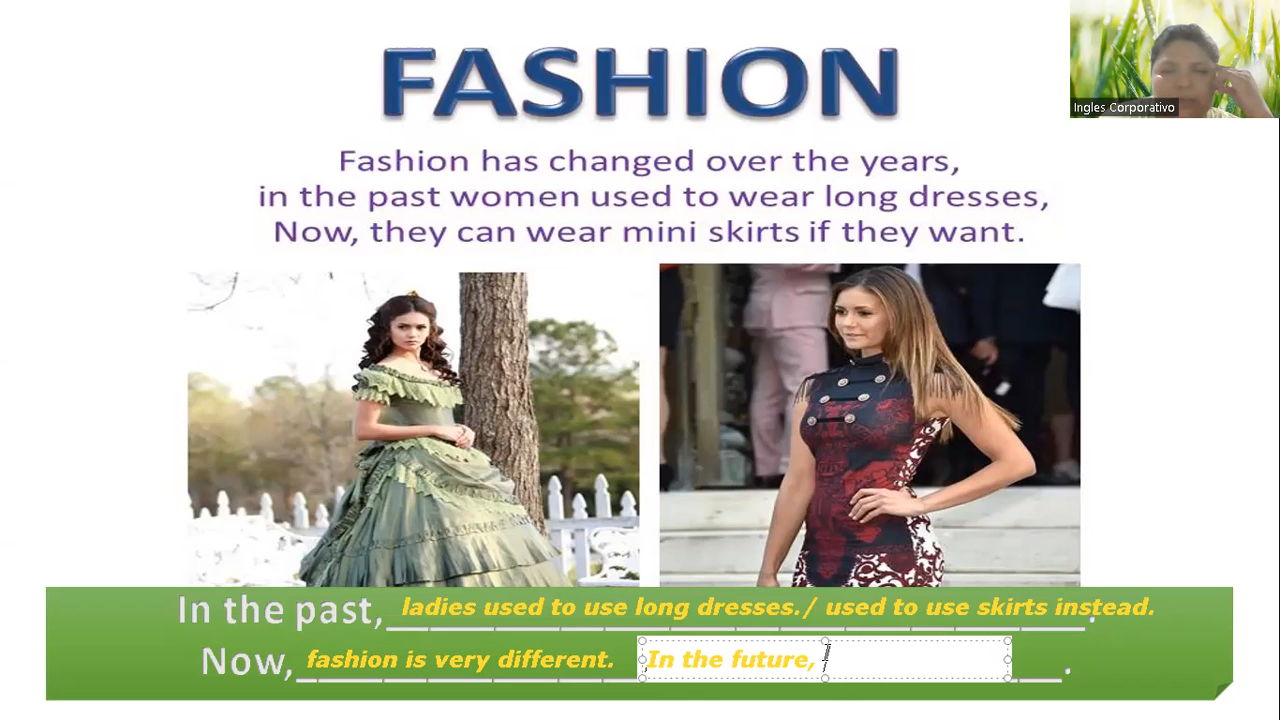 FASHION
Ingles Corporativo
Fashion has changed over the years,
in the past women used to wear long dresses,
Now, they can wear mini skirts if they want.
In the past, ladies used to use long dresses./ used to use skirts instead.
Now, fashion is very different. In the future, .